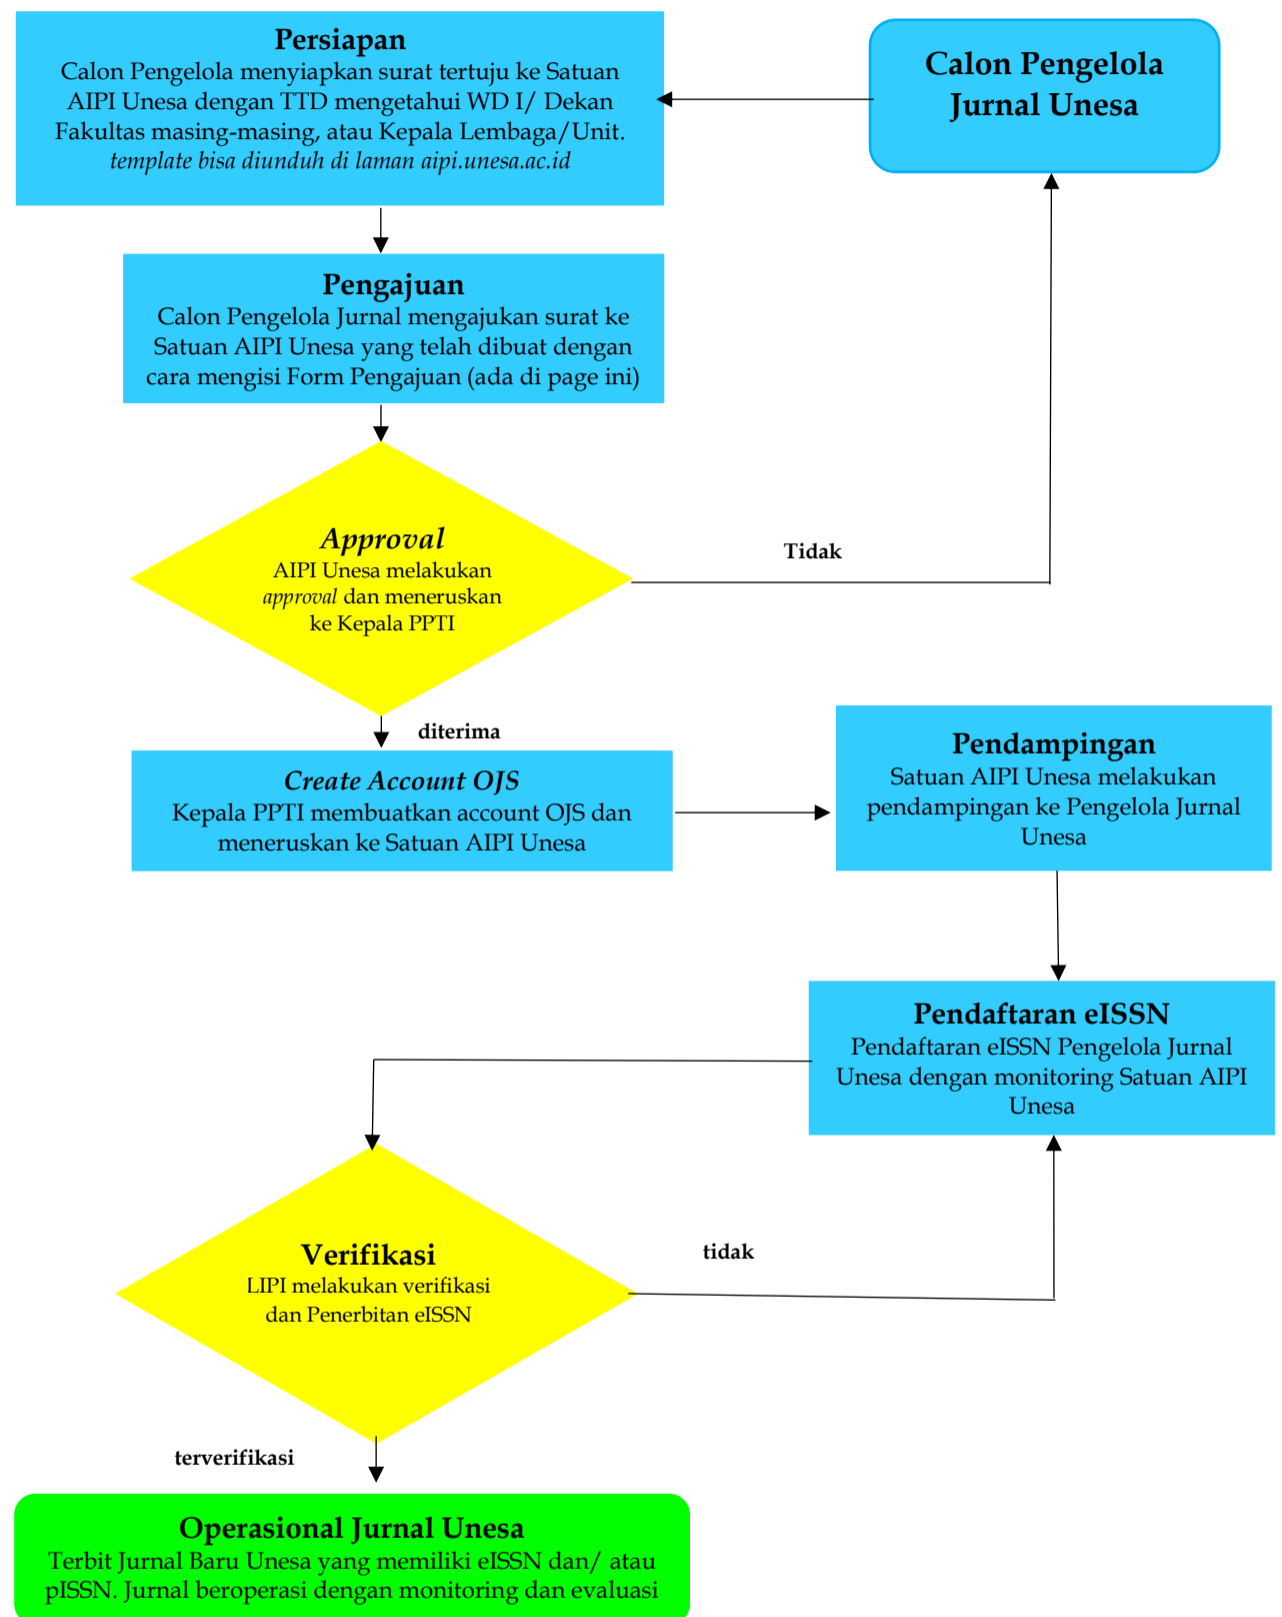 Calon Pengelola
Jurnal Unesa
Persiapan
Calon Pengelola menyiapkan surat tertuju ke Satuan
AIPI Unesa dengan TTD mengetahui WD I/ Dekan
Fakultas masing-masing, atau Kepala Lembaga/Unit.
template bisa diunduh di laman aipi.unesa.ac.id
Pengajuan
Calon Pengelola Jurnal mengajukan surat ke
Satuan AIPI Unesa yang telah dibuat dengan
cara mengisi Form Pengajuan (ada di page ini)
Approval
AIPI Unesa melakukan
approval dan meneruskan
ke Kepala PPTI
Tidak
diterima
Create Account OJS
Kepala PPTI membuatkan account OJS dan
meneruskan ke Satuan AIPI Unesa
Pendampingan
Satuan AIPI Unesa melakukan
pendampingan ke Pengelola Jurnal
Unesa
Pendaftaran eISSN
Pendaftaran eISSN Pengelola Jurnal
Unesa dengan monitoring Satuan AIPI
Unesa
Verifikasi
LIPI melakukan verifikasi
dan Penerbitan eISSN
tidak
terverifikasi
Operasional Jurnal Unesa
Terbit Jurnal Baru Unesa yang memiliki eISSN dan/ atau
pISSN. Jurnal beroperasi dengan monitoring dan evaluasi